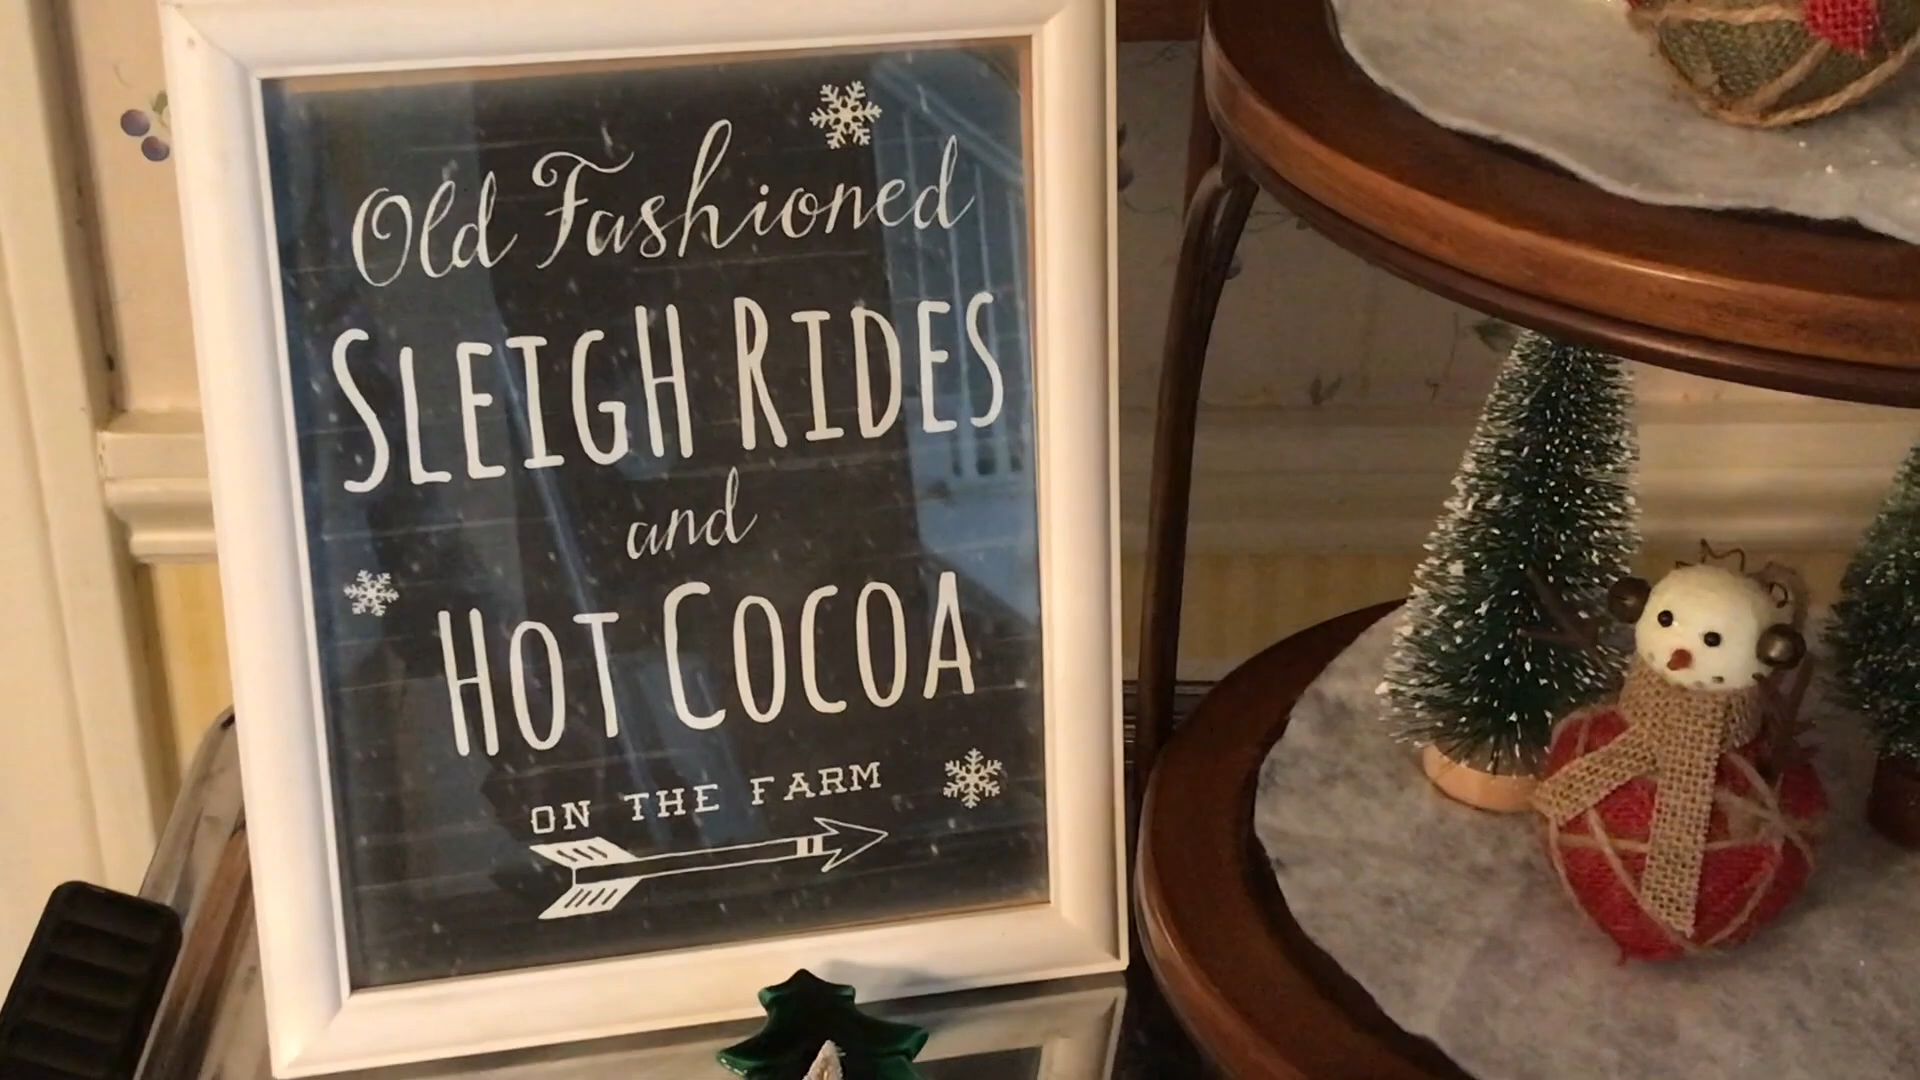 Old Fashioned
SLEIGH RIDES
and
HOT COCOA
ON THE FARM